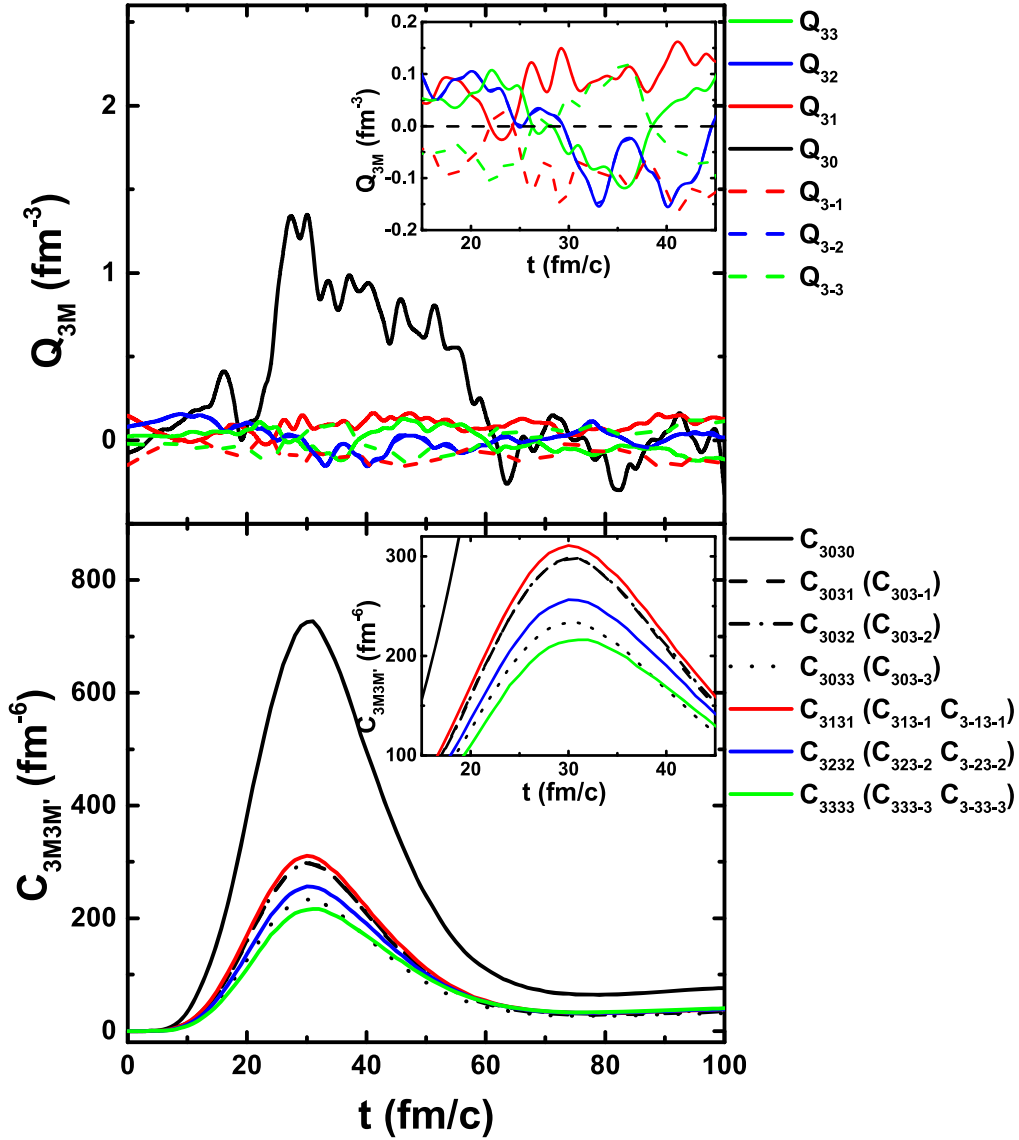 Q₃M (fm⁻³)
2
1
0
Q₃M (fm⁻³)
0.2
0.1
0.0
-0.1
-0.2
20
30
40
t (fm/c)
Q₃₃
Q₃₂
Q₃₁
Q₃₀
Q₃₋₁
Q₃₋₂
Q₃₋₃
C₃M₃M' (fm⁻⁶)
800
600
400
200
0
C₃M₃M' (fm⁻⁶)
300
200
100
20
30
40
t (fm/c)
C₃₀₃₀
C₃₀₃₁ (C₃₀₃₋₁)
C₃₀₃₂ (C₃₀₃₋₂)
C₃₀₃₃ (C₃₀₃₋₃)
C₃₁₃₁ (C₃₁₃₋₁ C₃₋₁₃₋₁)
C₃₂₃₂ (C₃₂₃₋₂ C₃₋₂₃₋₂)
C₃₃₃₃ (C₃₃₃₋₃ C₃₋₃₃₋₃)
0
20
40
60
80
100
t (fm/c)